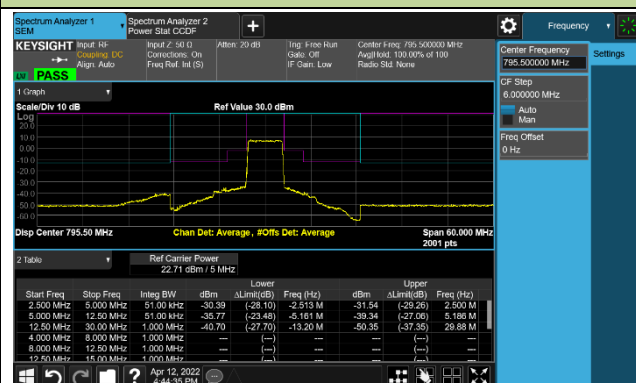 Spectrum Analyzer 1
SEM
Spectrum Analyzer 2
Power Stat CCDF
Frequency
KEYSIGHT
Input: RF
Coupling: DC
Align: Auto
Input Z: 50 Ω
Corrections: On
Freq Ref: Int (S)
Atten: 20 dB
Trig: Free Run
Gate: Off
IF Gain: Low
Center Freq: 795.500000 MHz
Avg|Hold: 100.00% of 100
Radio Std: None
LXI PASS
Center Frequency
795.500000 MHz
Settings
CF Step
6.000000 MHz
Auto
Man
Freq Offset
0 Hz
1 Graph
Scale/Div 10 dB
Ref Value 30.0 dBm
Log
20.0
10.0
0.00
-10.0
-20.0
-30.0
-40.0
-50.0
-60.0
Disp Center 795.50 MHz
Chan Det: Average , #Offs Det: Average
Span 60.000 MHz
2001 pts
2 Table
Ref Carrier Power
22.71 dBm / 5 MHz
Lower Upper
Start Freq Stop Freq Integ BW dBm ΔLimit(dB) Freq (Hz) dBm ΔLimit(dB) Freq (Hz)
2.500 MHz 5.000 MHz 51.00 kHz -30.39 (-28.10) -2.513 M -31.54 (-29.26) 2.500 M
5.000 MHz 12.50 MHz 51.00 kHz -35.77 (-23.48) -5.161 M -39.34 (-27.06) 5.186 M
12.50 MHz 30.00 MHz 1.000 MHz -40.70 (-27.70) -13.20 M -50.35 (-37.35) 29.88 M
4.000 MHz 8.000 MHz 1.000 MHz --- (---) --- --- (---) ---
8.000 MHz 12.50 MHz 1.000 MHz --- (---) --- --- (---) ---
12.50 MHz 15.00 MHz 1.000 MHz --- (---) --- --- (---) ---
Apr 12, 2022
4:44:35 PM